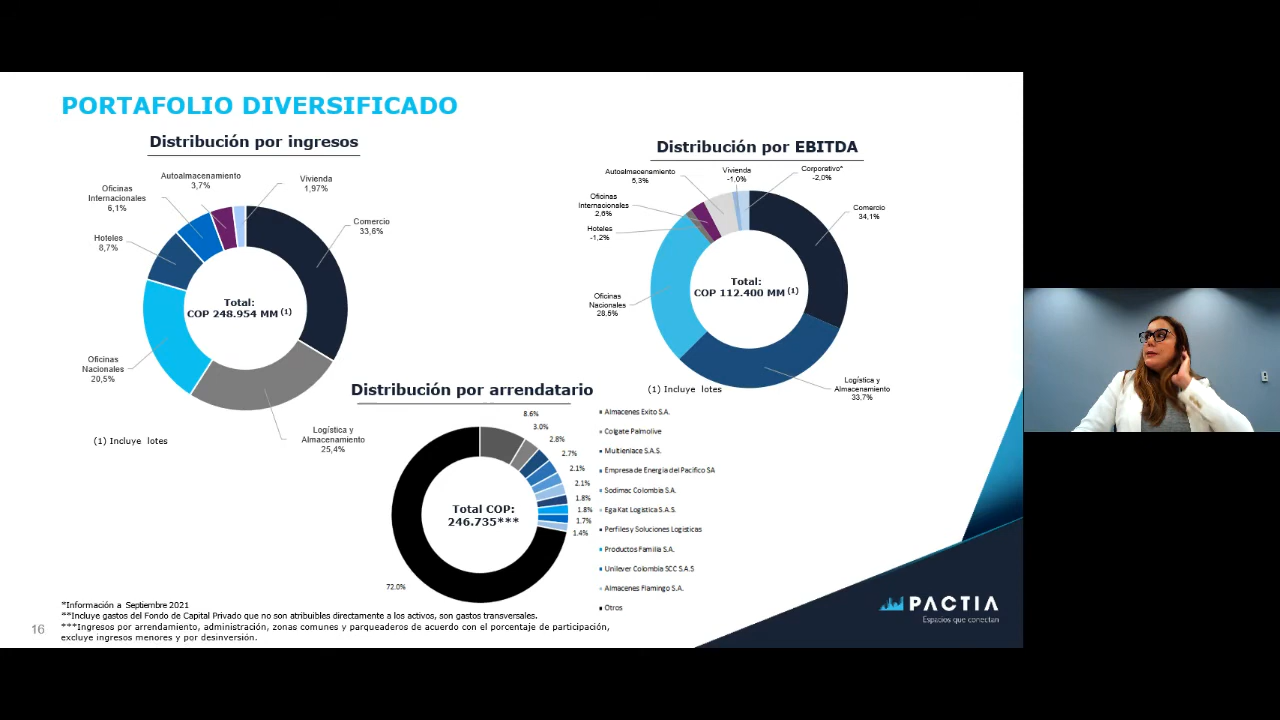 PORTAFOLIO DIVERSIFICADO
Distribución por ingresos
Autoalmacenamiento
3,7%
Vivienda
1,97%
Oficinas
Internacionales
6,1%
Comercio
33,6%
Hoteles
8,7%
Total:
COP 248.954 MM (1)
Oficinas
Nacionales
20,5%
Logística y
Almacenamiento
25,4%
(1) Incluye lotes
Distribución por EBITDA
Autoalmacenamiento
5,3%
Vivienda
-1,0%
Corporativo*
-2,0%
Oficinas
Internacionales
2,6%
Comercio
34,1%
Hoteles
-1,2%
Total:
COP 112.400 MM (1)
Oficinas
Nacionales
28,5%
Logística y
Almacenamiento
33,7%
(1) Incluye lotes
Distribución por arrendatario
8.6%
3.0%
2.8%
2.7%
2.1%
2.1%
1.8%
1.8%
1.7%
1.4%
72.0%
Total COP:
246.735***
Almacenes Exito S.A.
Colgate Palmolive
Multienlace S.A.S.
Empresa de Energía del Pacífico SA
Sodimac Colombia S.A.
Ega Kat Logistica S.A.S.
Perfiles y Soluciones Logisticas
Productos Familia S.A.
Unilever Colombia SCC S.A.S
Almacenes Flamingo S.A.
Otros
*Información a Septiembre 2021
**Incluye gastos del Fondo de Capital Privado que no son atribuibles directamente a los activos, son gastos transversales.
***Ingresos por arrendamiento, administración, zonas comunes y parqueaderos de acuerdo con el porcentaje de participación,
excluye ingresos menores y por desinversión.
16
PACTIA
Espacios que conectan